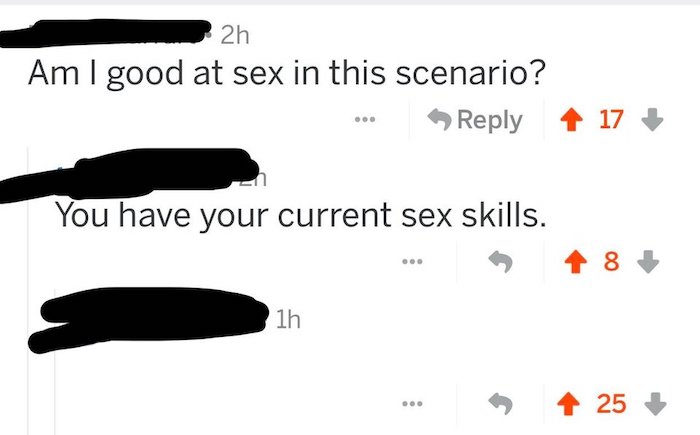 2h
Am I good at sex in this scenario?
Reply 17
You have your current sex skills.
8
1h
25